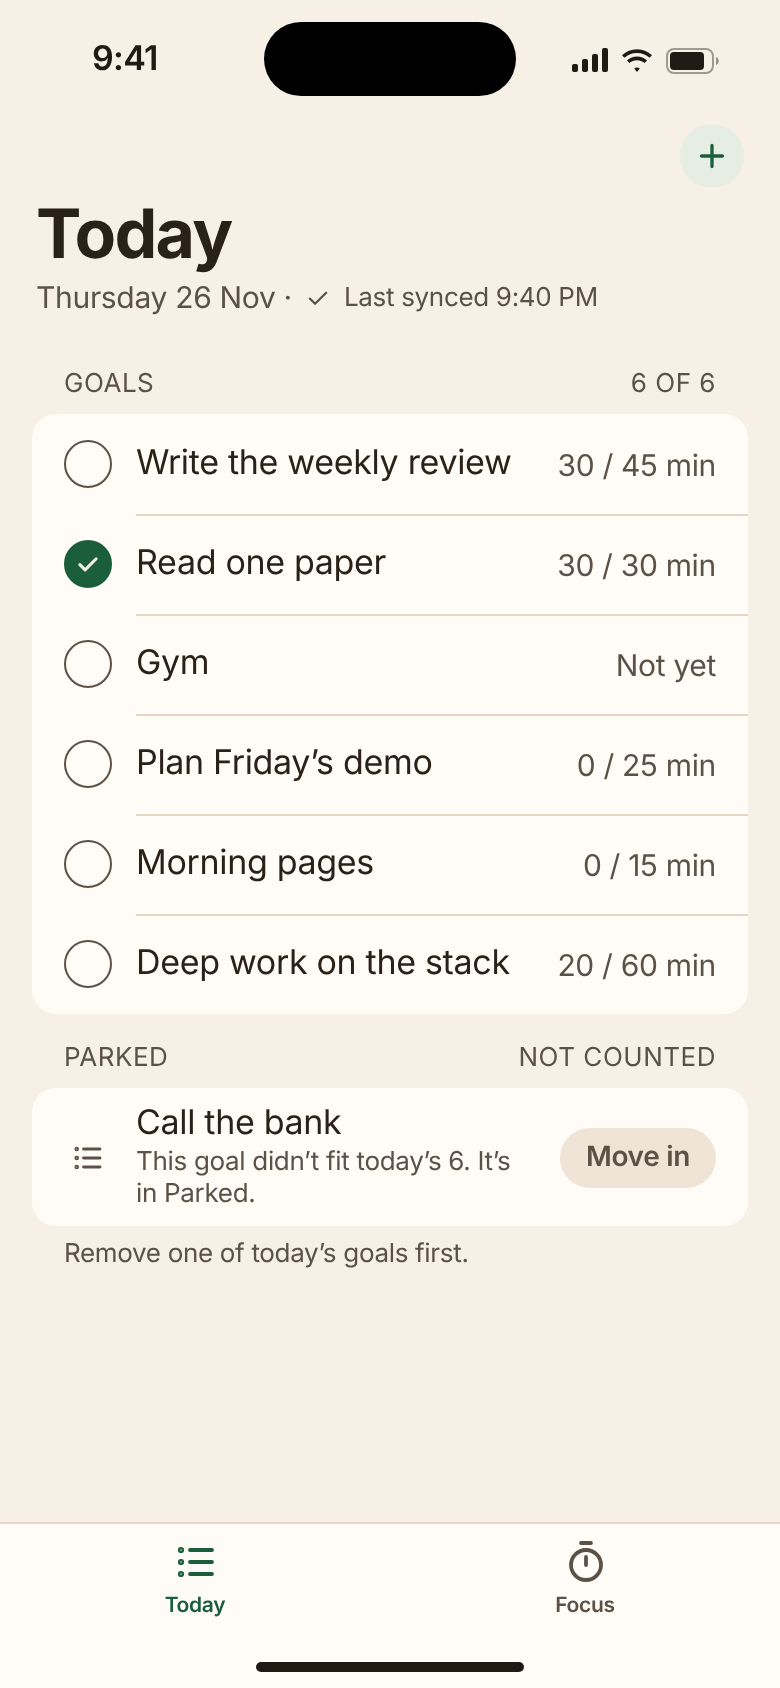 9:41
Today
Thursday 26 Nov · Last synced 9:40 PM
GOALS 6 OF 6
Write the weekly review 30 / 45 min
Read one paper 30 / 30 min
Gym Not yet
Plan Friday’s demo 0 / 25 min
Morning pages 0 / 15 min
Deep work on the stack 20 / 60 min
PARKED NOT COUNTED
Call the bank
This goal didn’t fit today’s 6. It’s
in Parked.
Move in
Remove one of today’s goals first.
Today Focus